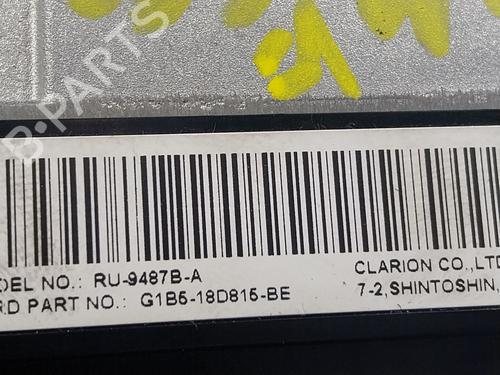 B-PARTS
DEL NO.: RU-9487B-A
RD PART NO.: G1B5-18D815-BE
CLARION CO.,LTD
7-2,SHINTOSHIN,